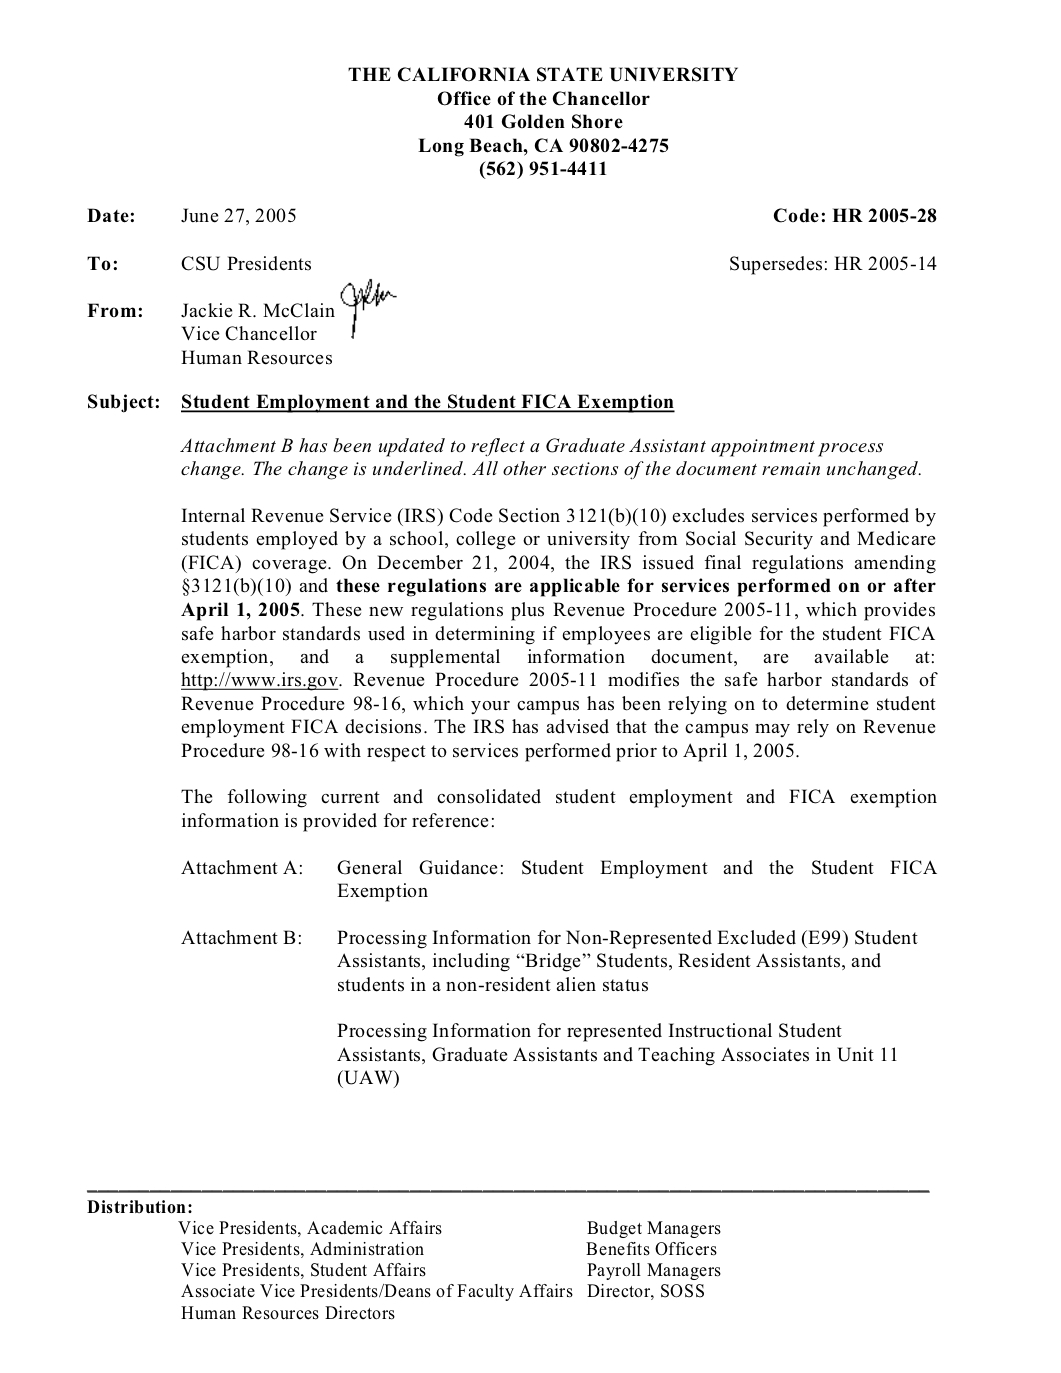 THE CALIFORNIA STATE UNIVERSITY
Office of the Chancellor
401 Golden Shore
Long Beach, CA 90802-4275
(562) 951-4411
Date: June 27, 2005 Code: HR 2005-28
To: CSU Presidents Supersedes: HR 2005-14
From: Jackie R. McClain
Vice Chancellor
Human Resources
Subject: Student Employment and the Student FICA Exemption
Attachment B has been updated to reflect a Graduate Assistant appointment process
change. The change is underlined. All other sections of the document remain unchanged.
Internal Revenue Service (IRS) Code Section 3121(b)(10) excludes services performed by
students employed by a school, college or university from Social Security and Medicare
(FICA) coverage. On December 21, 2004, the IRS issued final regulations amending
§3121(b)(10) and these regulations are applicable for services performed on or after
April 1, 2005. These new regulations plus Revenue Procedure 2005-11, which provides
safe harbor standards used in determining if employees are eligible for the student FICA
exemption, and a supplemental information document, are available at:
http://www.irs.gov. Revenue Procedure 2005-11 modifies the safe harbor standards of
Revenue Procedure 98-16, which your campus has been relying on to determine student
employment FICA decisions. The IRS has advised that the campus may rely on Revenue
Procedure 98-16 with respect to services performed prior to April 1, 2005.
The following current and consolidated student employment and FICA exemption
information is provided for reference:
Attachment A: General Guidance: Student Employment and the Student FICA
Exemption
Attachment B: Processing Information for Non-Represented Excluded (E99) Student
Assistants, including “Bridge” Students, Resident Assistants, and
students in a non-resident alien status
Processing Information for represented Instructional Student
Assistants, Graduate Assistants and Teaching Associates in Unit 11
(UAW)
Distribution:
Vice Presidents, Academic Affairs Budget Managers
Vice Presidents, Administration Benefits Officers
Vice Presidents, Student Affairs Payroll Managers
Associate Vice Presidents/Deans of Faculty Affairs Director, SOSS
Human Resources Directors